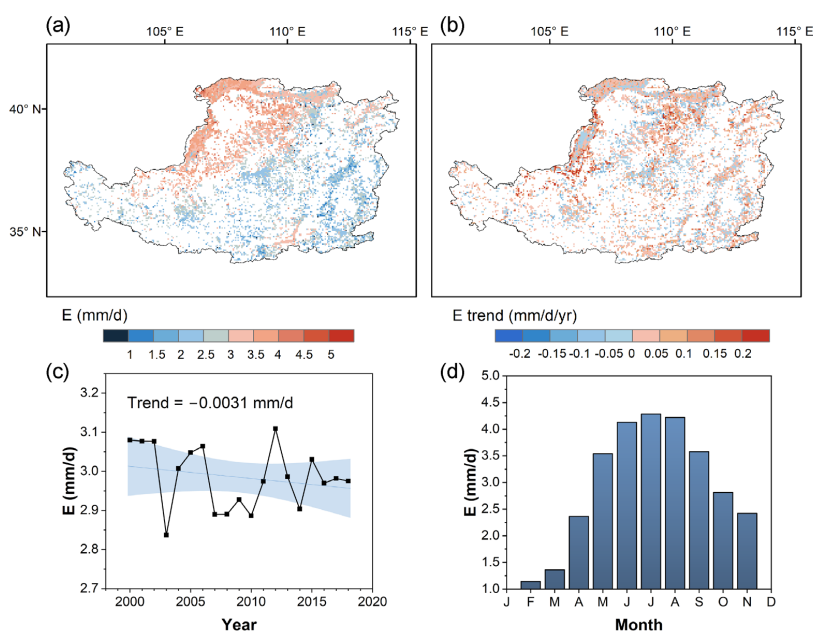 (a)
105° E 110° E 115° E
40° N
35° N
E (mm/d)
1 1.5 2 2.5 3 3.5 4 4.5 5
(b)
105° E 110° E 115° E
E trend (mm/d/yr)
-0.2 -0.15 -0.1 -0.05 0 0.05 0.1 0.15 0.2
(c)
Trend = −0.0031 mm/d
E (mm/d)
3.2
3.1
3.0
2.9
2.8
2.7
2000 2005 2010 2015 2020
Year
(d)
E (mm/d)
5.0
4.5
4.0
3.5
3.0
2.5
2.0
1.5
1.0
J F M A M J J A S O N D
Month